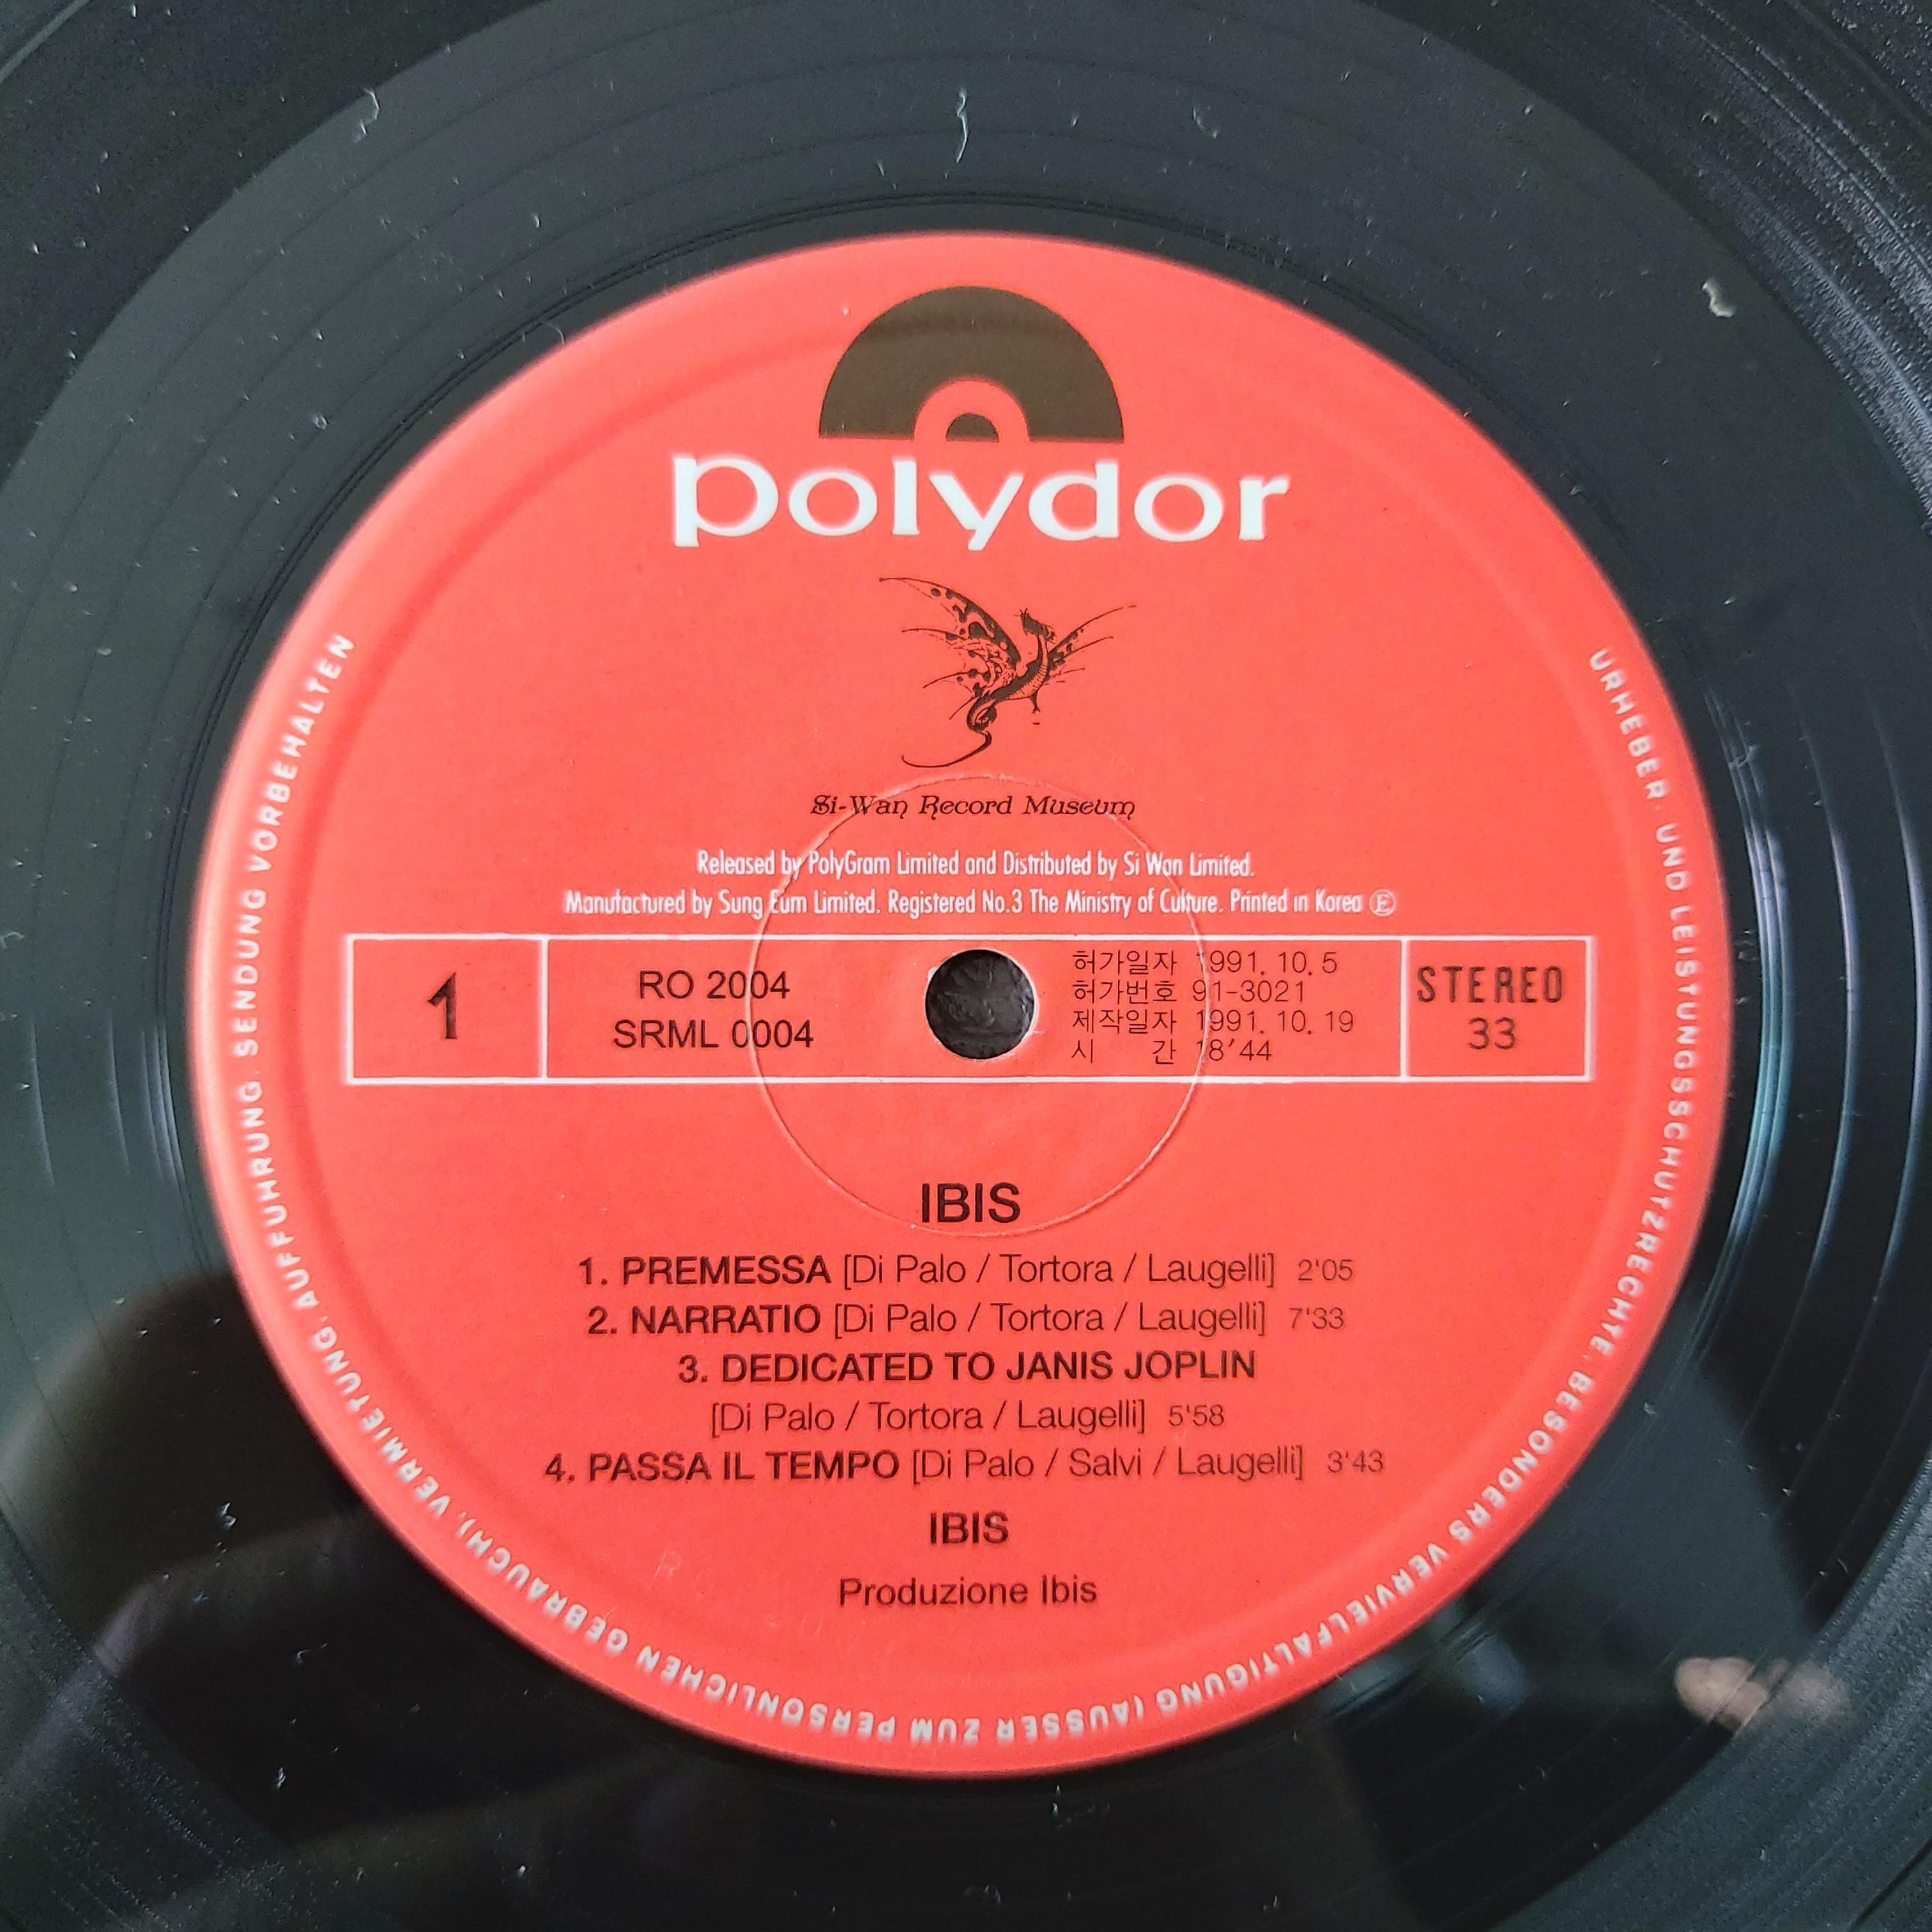 polydor
Si-Wan Record Museum
Released by PolyGram Limited and Distributed by Si Wan Limited.
Manufactured by Sung Eum Limited. Registered No.3 The Ministry of Culture. Printed in Korea Ⓔ
1
RO 2004
SRML 0004
허가일자 1991. 10. 5
허가번호 91-3021
제작일자 1991. 10. 19
시 간 18'44
STEREO
33
IBIS
1. PREMESSA [Di Palo / Tortora / Laugelli] 2'05
2. NARRATIO [Di Palo / Tortora / Laugelli] 7'33
3. DEDICATED TO JANIS JOPLIN
[Di Palo / Tortora / Laugelli] 5'58
4. PASSA IL TEMPO [Di Palo / Salvi / Laugelli] 3'43
IBIS
Produzione Ibis
URHEBER- UND LEISTUNGSSCHUTZRECHTE, BESONDERS VERVIELFÄLTIGUNG (AUSSER ZUM PERSÖNLICHEN GEBRAUCH), VERMIETUNG, AUFFÜHRUNG, SENDUNG VORBEHALTEN